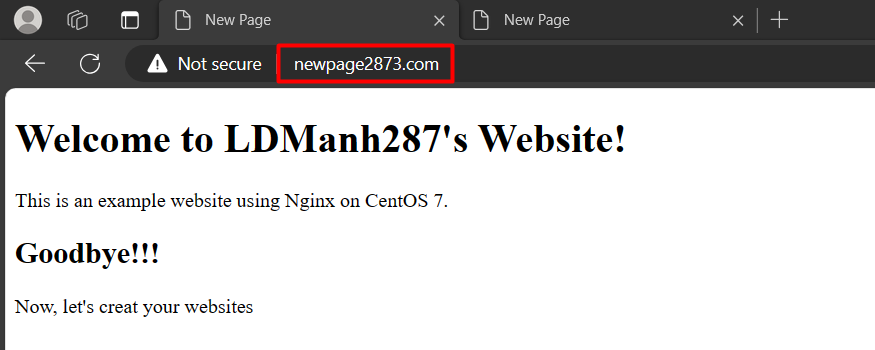 New Page
New Page
Not secure
newpage2873.com
Welcome to LDManh287's Website!
This is an example website using Nginx on CentOS 7.
Goodbye!!!
Now, let's creat your websites